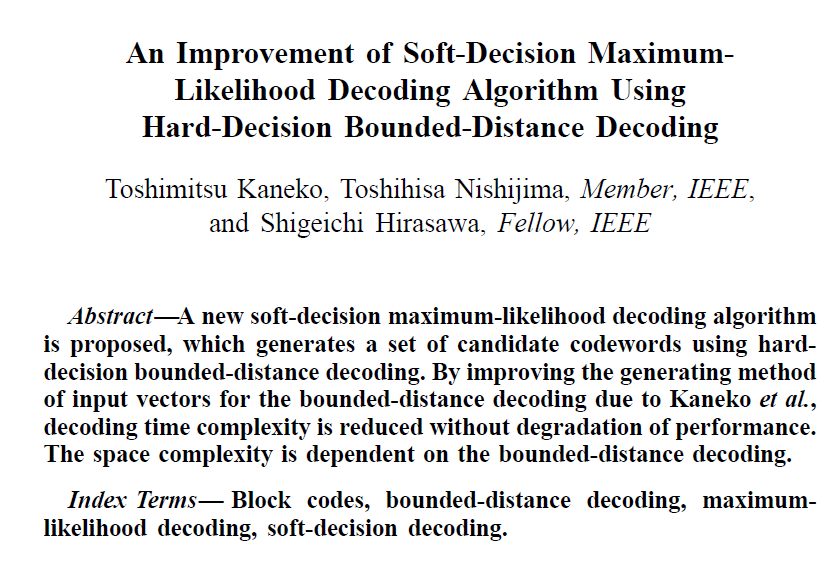 An Improvement of Soft-Decision Maximum-
Likelihood Decoding Algorithm Using
Hard-Decision Bounded-Distance Decoding
Toshimitsu Kaneko, Toshihisa Nishijima, Member, IEEE,
and Shigeichi Hirasawa, Fellow, IEEE
Abstract—A new soft-decision maximum-likelihood decoding algorithm
is proposed, which generates a set of candidate codewords using hard-
decision bounded-distance decoding. By improving the generating method
of input vectors for the bounded-distance decoding due to Kaneko et al.,
decoding time complexity is reduced without degradation of performance.
The space complexity is dependent on the bounded-distance decoding.
Index Terms— Block codes, bounded-distance decoding, maximum-
likelihood decoding, soft-decision decoding.